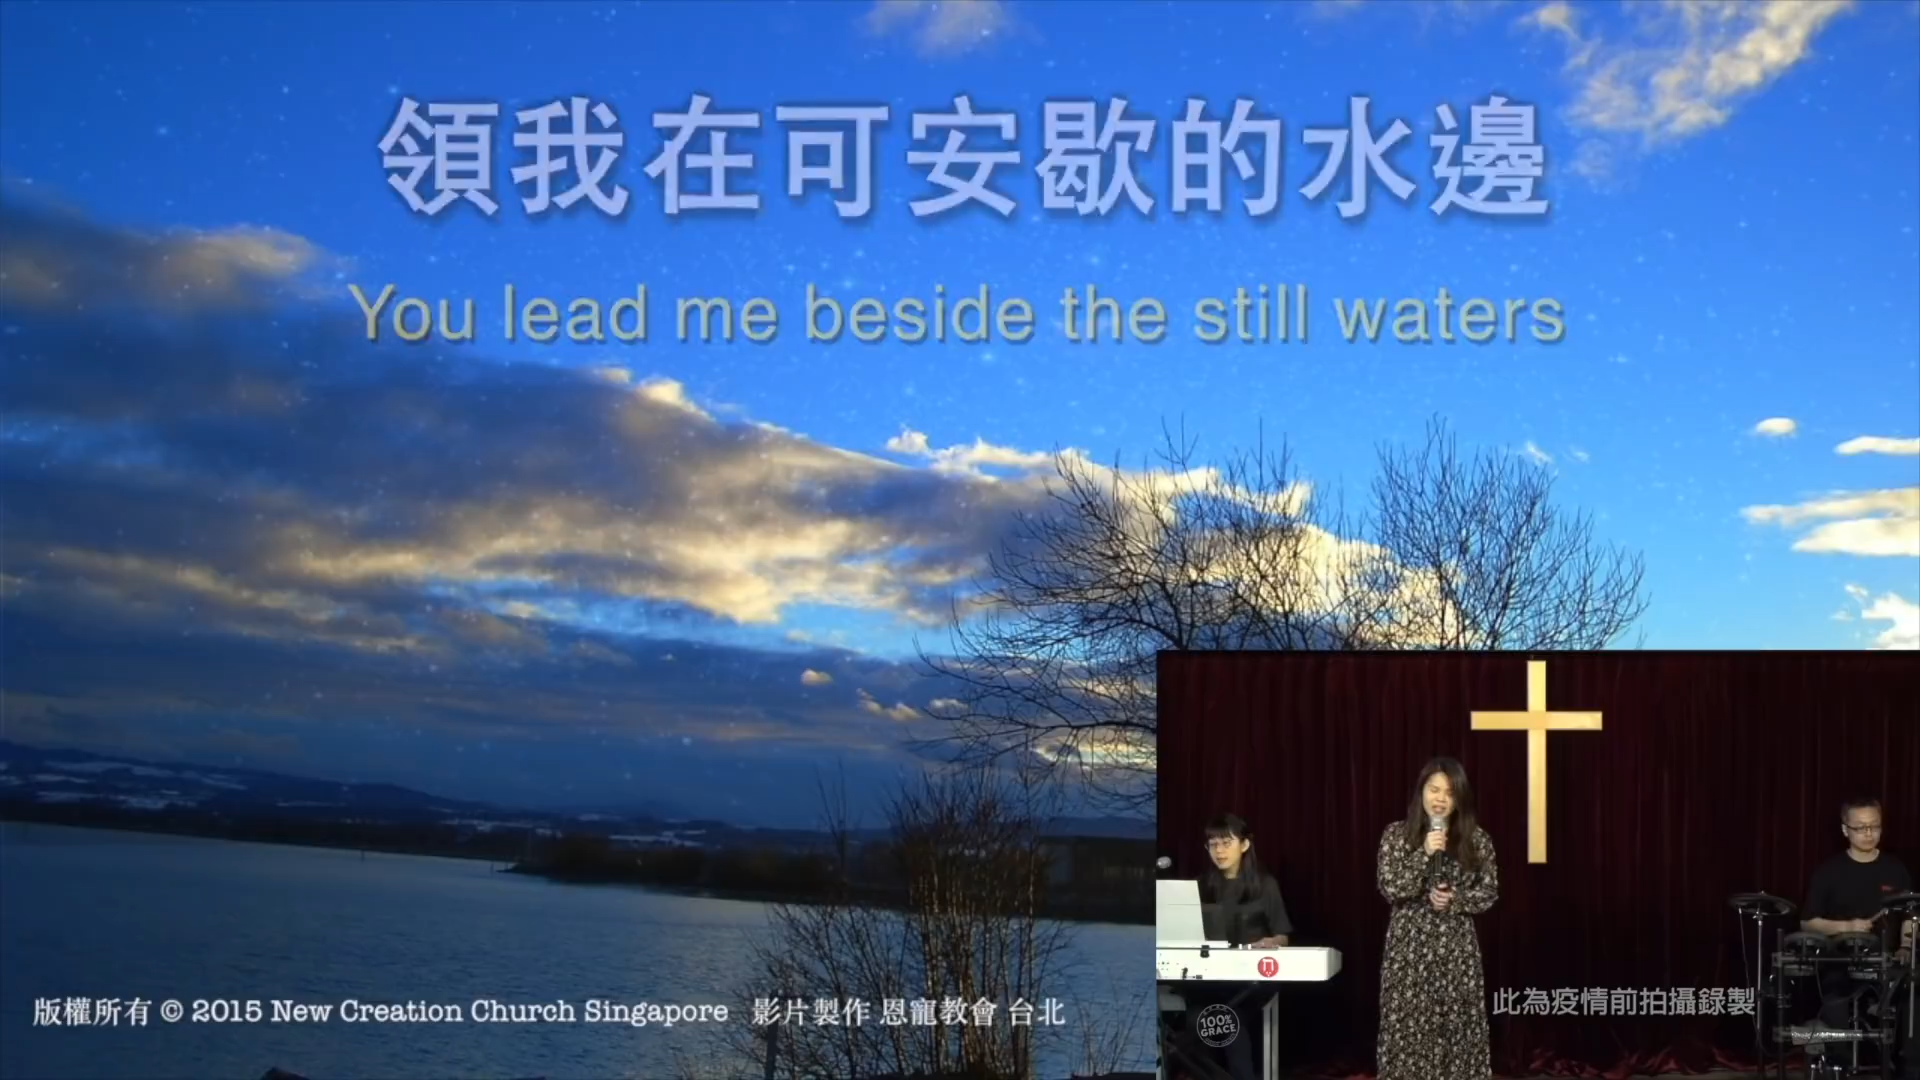 領我在可安歇的水邊
You lead me beside the still waters
版權所有 © 2015 New Creation Church Singapore 影片製作 恩寵教會 台北
此為疫情前拍攝錄製
100%
GRACE